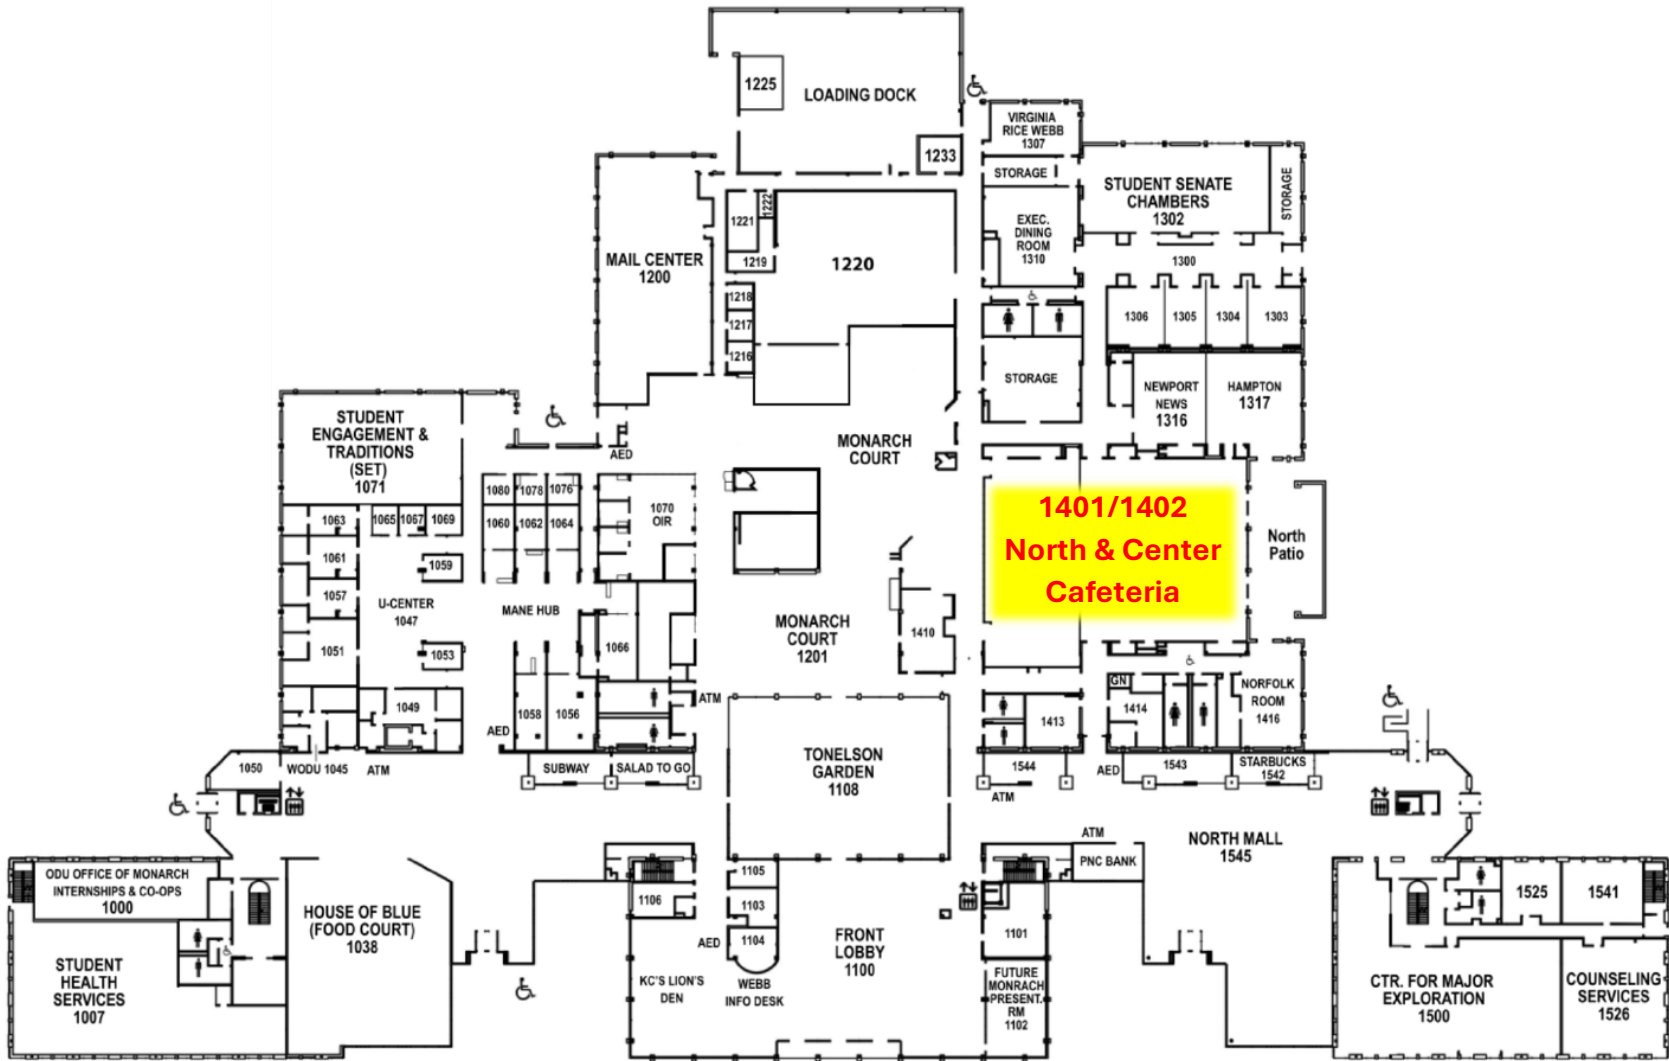 1225
LOADING DOCK
1233
VIRGINIA
RICE WEBB
1307
STORAGE
STUDENT SENATE
CHAMBERS
1302
STORAGE
EXEC.
DINING
ROOM
1310
1300
1306
1305
1304
1303
1222
1221
1219
1220
MAIL CENTER
1200
1218
1217
1216
STORAGE
NEWPORT
NEWS
1316
HAMPTON
1317
STUDENT
ENGAGEMENT &
TRADITIONS
(SET)
1071
AED
MONARCH
COURT
1080
1078
1076
1063
1065
1067
1069
1060
1062
1064
1070
OIR
1401/1402
North & Center
Cafeteria
North
Patio
1061
1059
1057
U-CENTER
1047
MANE HUB
1051
1053
1066
MONARCH
COURT
1201
1410
1049
1058
1056
ATM
AED
GN
1413
1414
NORFOLK
ROOM
1416
1050
WODU 1045
ATM
SUBWAY
SALAD TO GO
TONELSON
GARDEN
1108
1544
ATM
AED
1543
STARBUCKS
1542
NORTH MALL
1545
ATM
PNC BANK
ODU OFFICE OF MONARCH
INTERNSHIPS & CO-OPS
1000
HOUSE OF BLUE
(FOOD COURT)
1038
STUDENT
HEALTH
SERVICES
1007
1105
1106
1103
AED
1104
KC'S LION'S
DEN
WEBB
INFO DESK
FRONT
LOBBY
1100
1101
FUTURE
MONRACH
PRESENT.
RM
1102
1525
1541
CTR. FOR MAJOR
EXPLORATION
1500
COUNSELING
SERVICES
1526